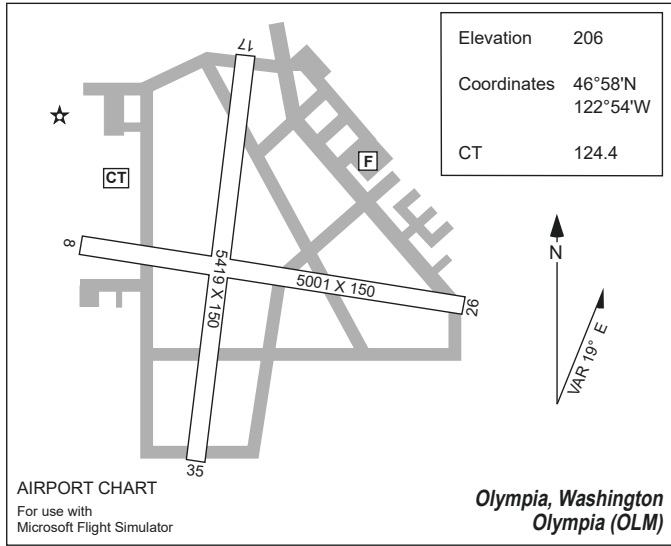 Elevation 206
Coordinates 46°58'N
122°54'W
CT 124.4
17
CT
F
8
5419 X 150
5001 X 150
26
35
N
VAR 19° E
AIRPORT CHART
For use with
Microsoft Flight Simulator
Olympia, Washington
Olympia (OLM)